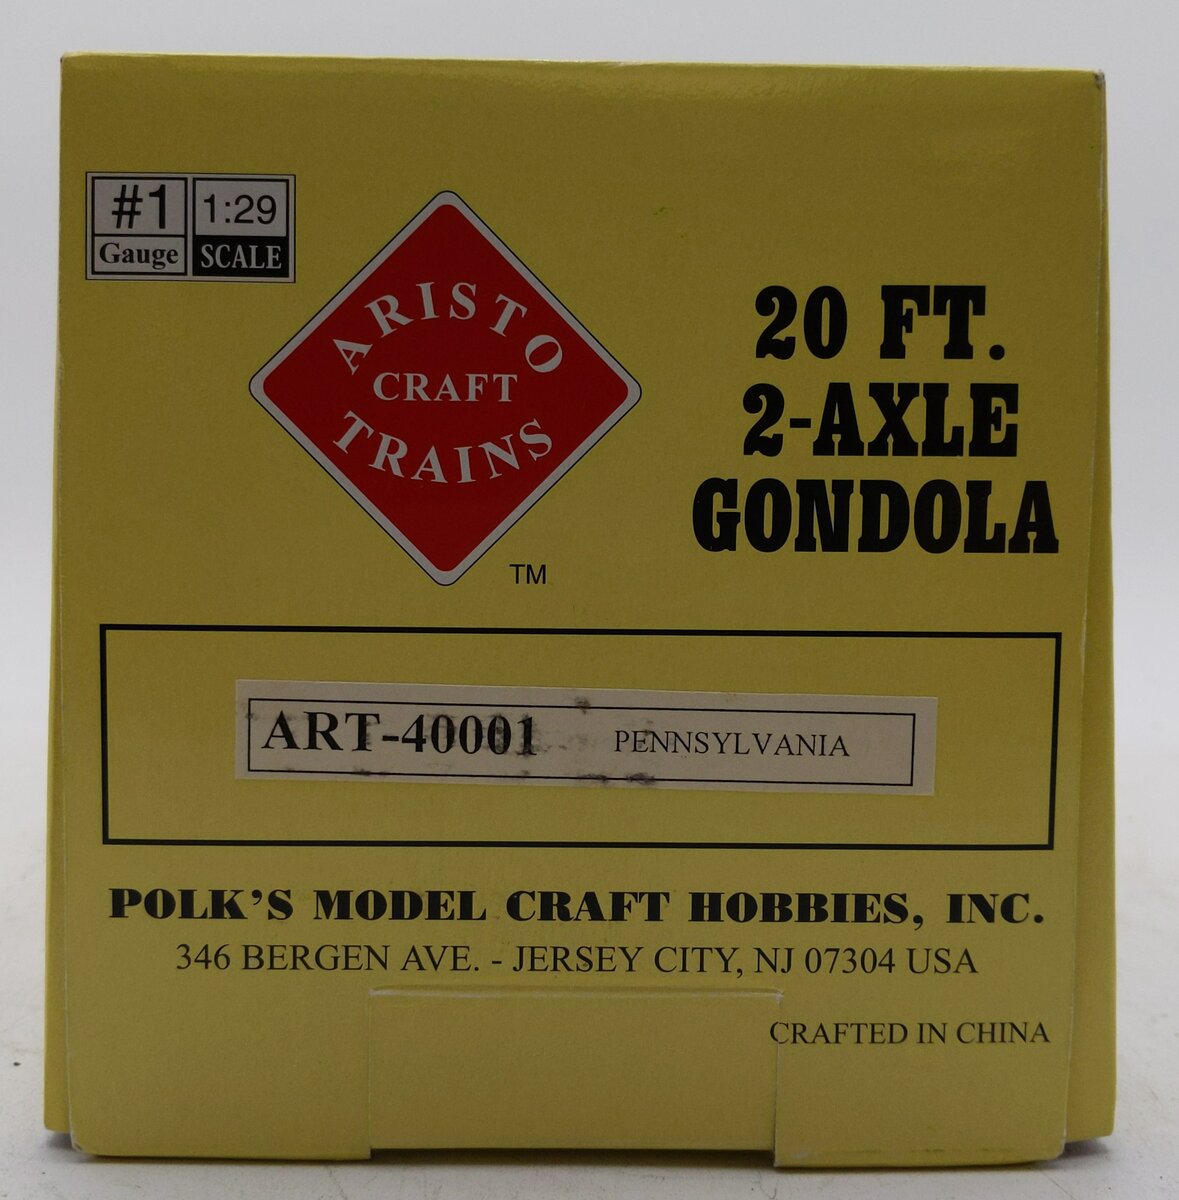 #1 1:29
Gauge SCALE
ARISTO
CRAFT
TRAINS
TM
20 FT.
2-AXLE
GONDOLA
ART-40001 PENNSYLVANIA
POLK'S MODEL CRAFT HOBBIES, INC.
346 BERGEN AVE. - JERSEY CITY, NJ 07304 USA
CRAFTED IN CHINA